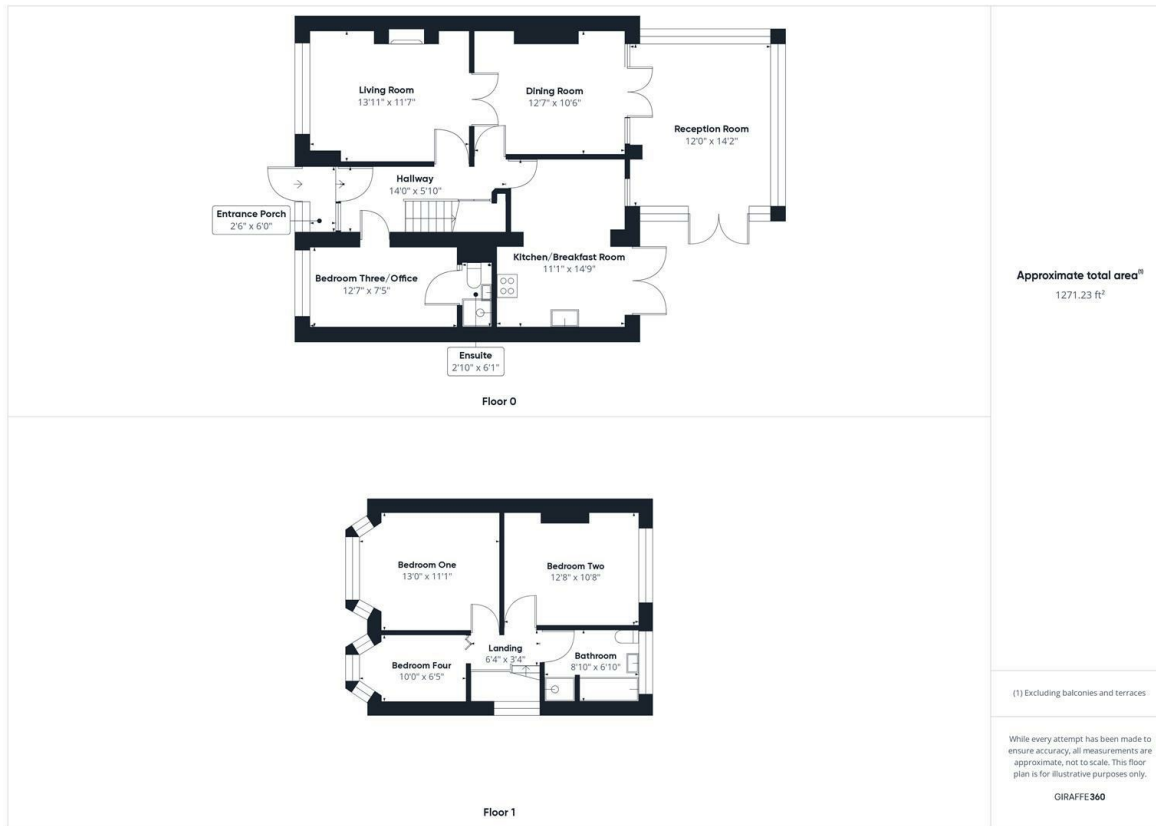 Living Room
13'11" x 11'7"
Dining Room
12'7" x 10'6"
Reception Room
12'0" x 14'2"
Hallway
14'0" x 5'10"
Entrance Porch
2'6" x 6'0"
Kitchen/Breakfast Room
11'1" x 14'9"
Bedroom Three/Office
12'7" x 7'5"
Ensuite
2'10" x 6'1"
Floor 0
Approximate total area(1)
1271.23 ft²
Bedroom One
13'0" x 11'1"
Bedroom Two
12'8" x 10'8"
Landing
6'4" x 3'4"
Bathroom
8'10" x 6'10"
Bedroom Four
10'0" x 6'5"
Floor 1
(1) Excluding balconies and terraces
While every attempt has been made to
ensure accuracy, all measurements are
approximate, not to scale. This floor
plan is for illustrative purposes only.
GIRAFFE360